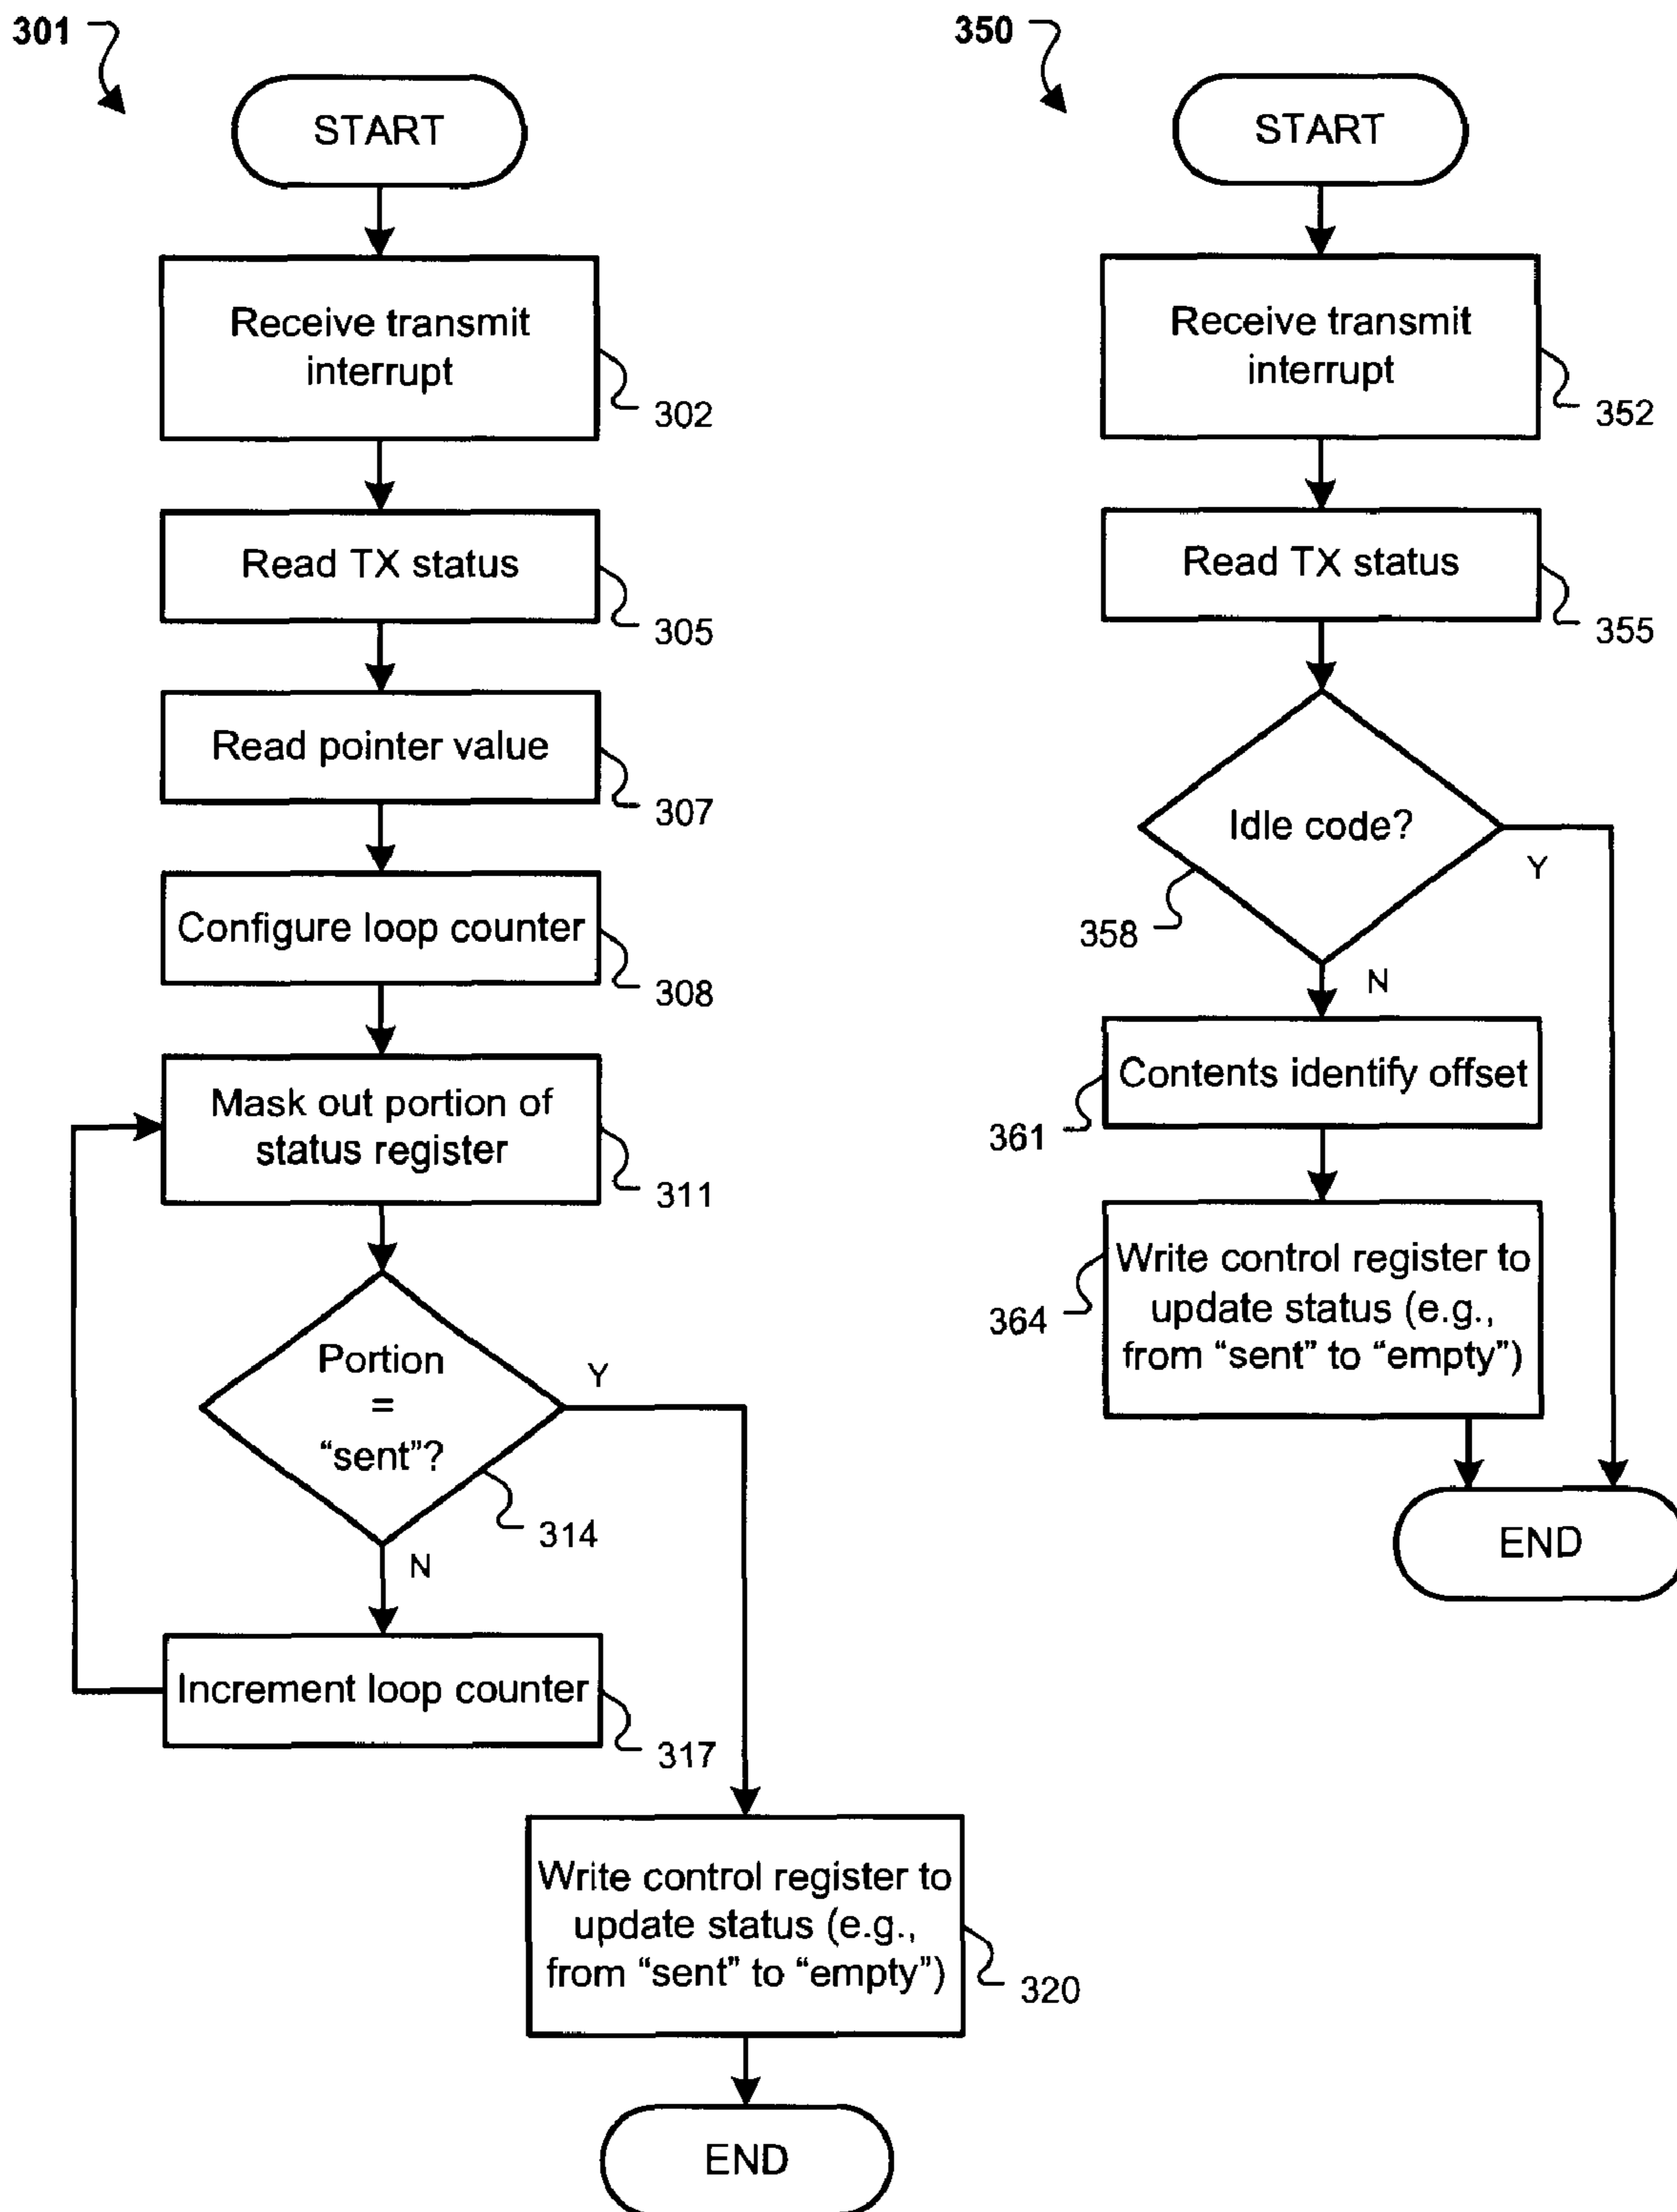 301
START
Receive transmit
interrupt
302
Read TX status
305
Read pointer value
307
Configure loop counter
308
Mask out portion of
status register
311
Portion
=
“sent”?
Y
314
N
Increment loop counter
317
Write control register to
update status (e.g.,
from “sent” to “empty”)
320
END
350
START
Receive transmit
interrupt
352
Read TX status
355
Idle code?
Y
358
N
Contents identify offset
361
Write control register to
update status (e.g.,
from “sent” to “empty”)
364
END